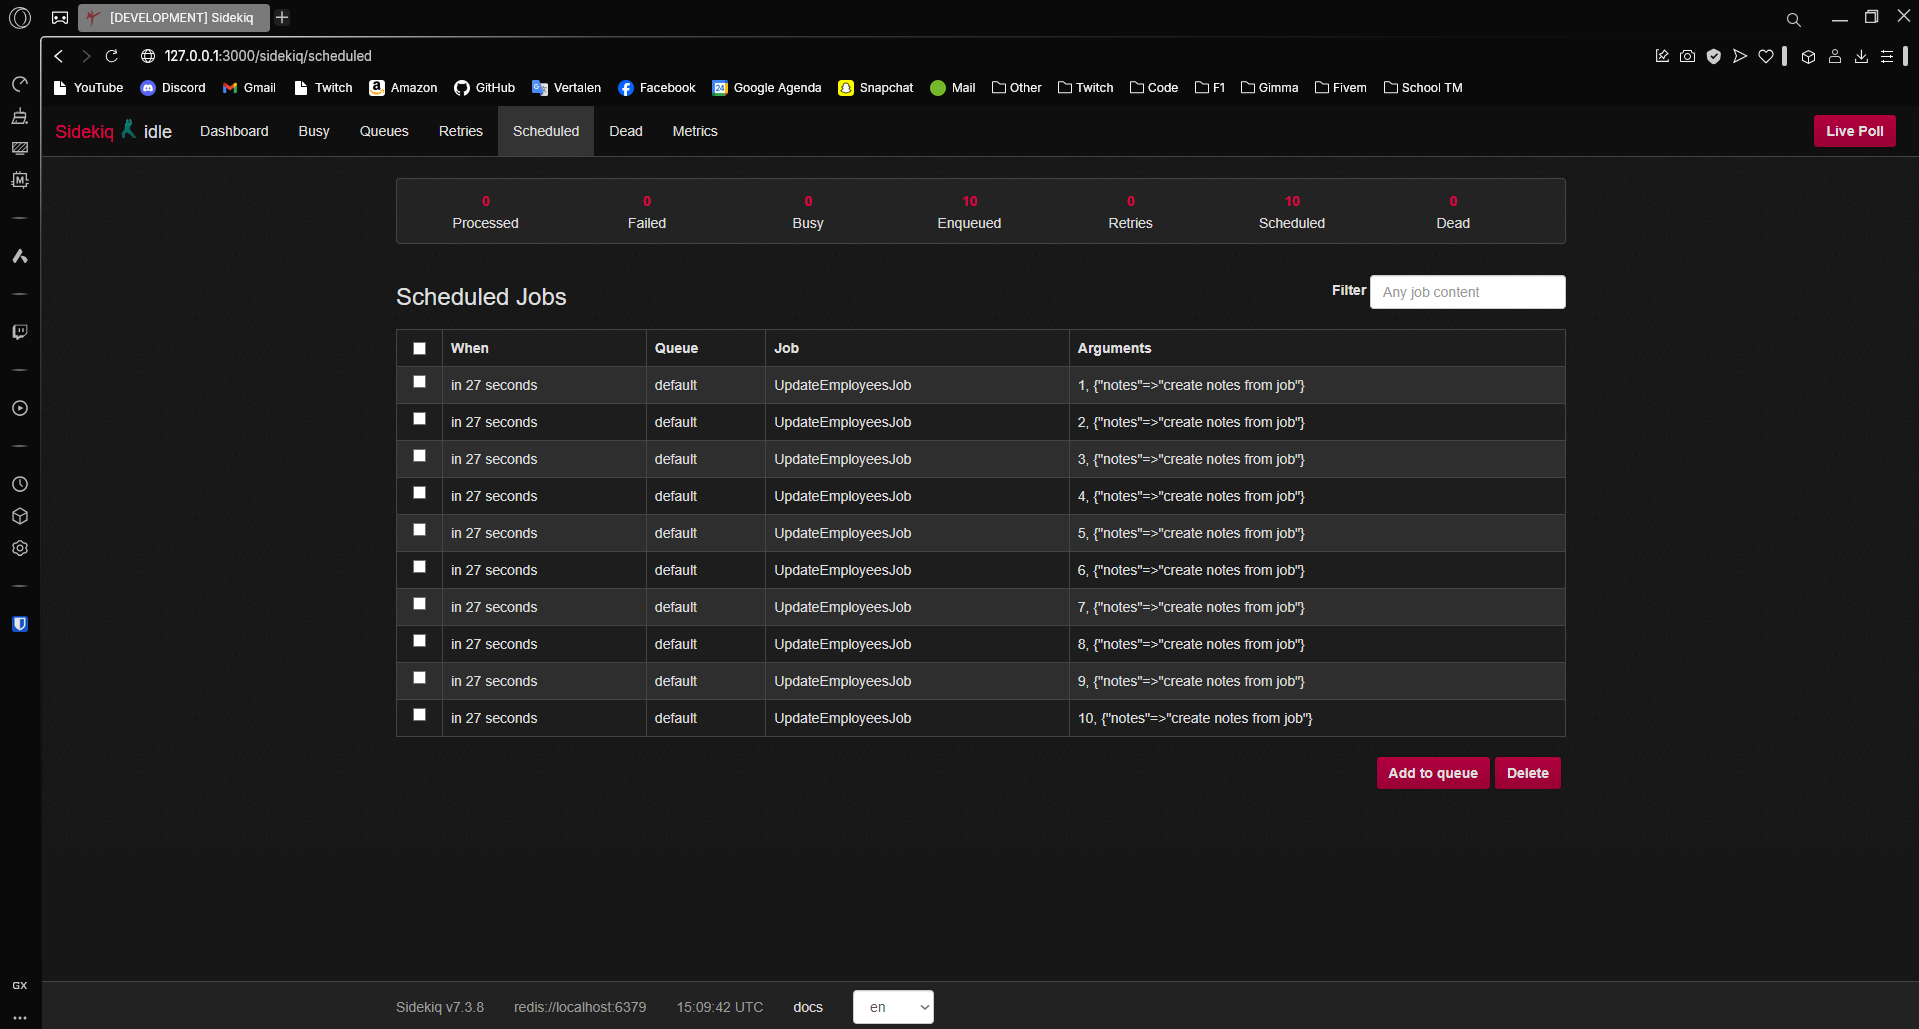 [DEVELOPMENT] Sidekiq
127.0.0.1:3000/sidekiq/scheduled
YouTube Discord Gmail Twitch Amazon GitHub Vertalen Facebook 24 Google Agenda Snapchat Mail Other Twitch Code F1 Gimma Fivem School TM
Sidekiq idle Dashboard Busy Queues Retries Scheduled Dead Metrics Live Poll
0 0 0 10 0 10 0
Processed Failed Busy Enqueued Retries Scheduled Dead
Scheduled Jobs Filter Any job content
When Queue Job Arguments
in 27 seconds default UpdateEmployeesJob 1, {"notes"=>"create notes from job"}
in 27 seconds default UpdateEmployeesJob 2, {"notes"=>"create notes from job"}
in 27 seconds default UpdateEmployeesJob 3, {"notes"=>"create notes from job"}
in 27 seconds default UpdateEmployeesJob 4, {"notes"=>"create notes from job"}
in 27 seconds default UpdateEmployeesJob 5, {"notes"=>"create notes from job"}
in 27 seconds default UpdateEmployeesJob 6, {"notes"=>"create notes from job"}
in 27 seconds default UpdateEmployeesJob 7, {"notes"=>"create notes from job"}
in 27 seconds default UpdateEmployeesJob 8, {"notes"=>"create notes from job"}
in 27 seconds default UpdateEmployeesJob 9, {"notes"=>"create notes from job"}
in 27 seconds default UpdateEmployeesJob 10, {"notes"=>"create notes from job"}
Add to queue Delete
GX
Sidekiq v7.3.8 redis://localhost:6379 15:09:42 UTC docs en